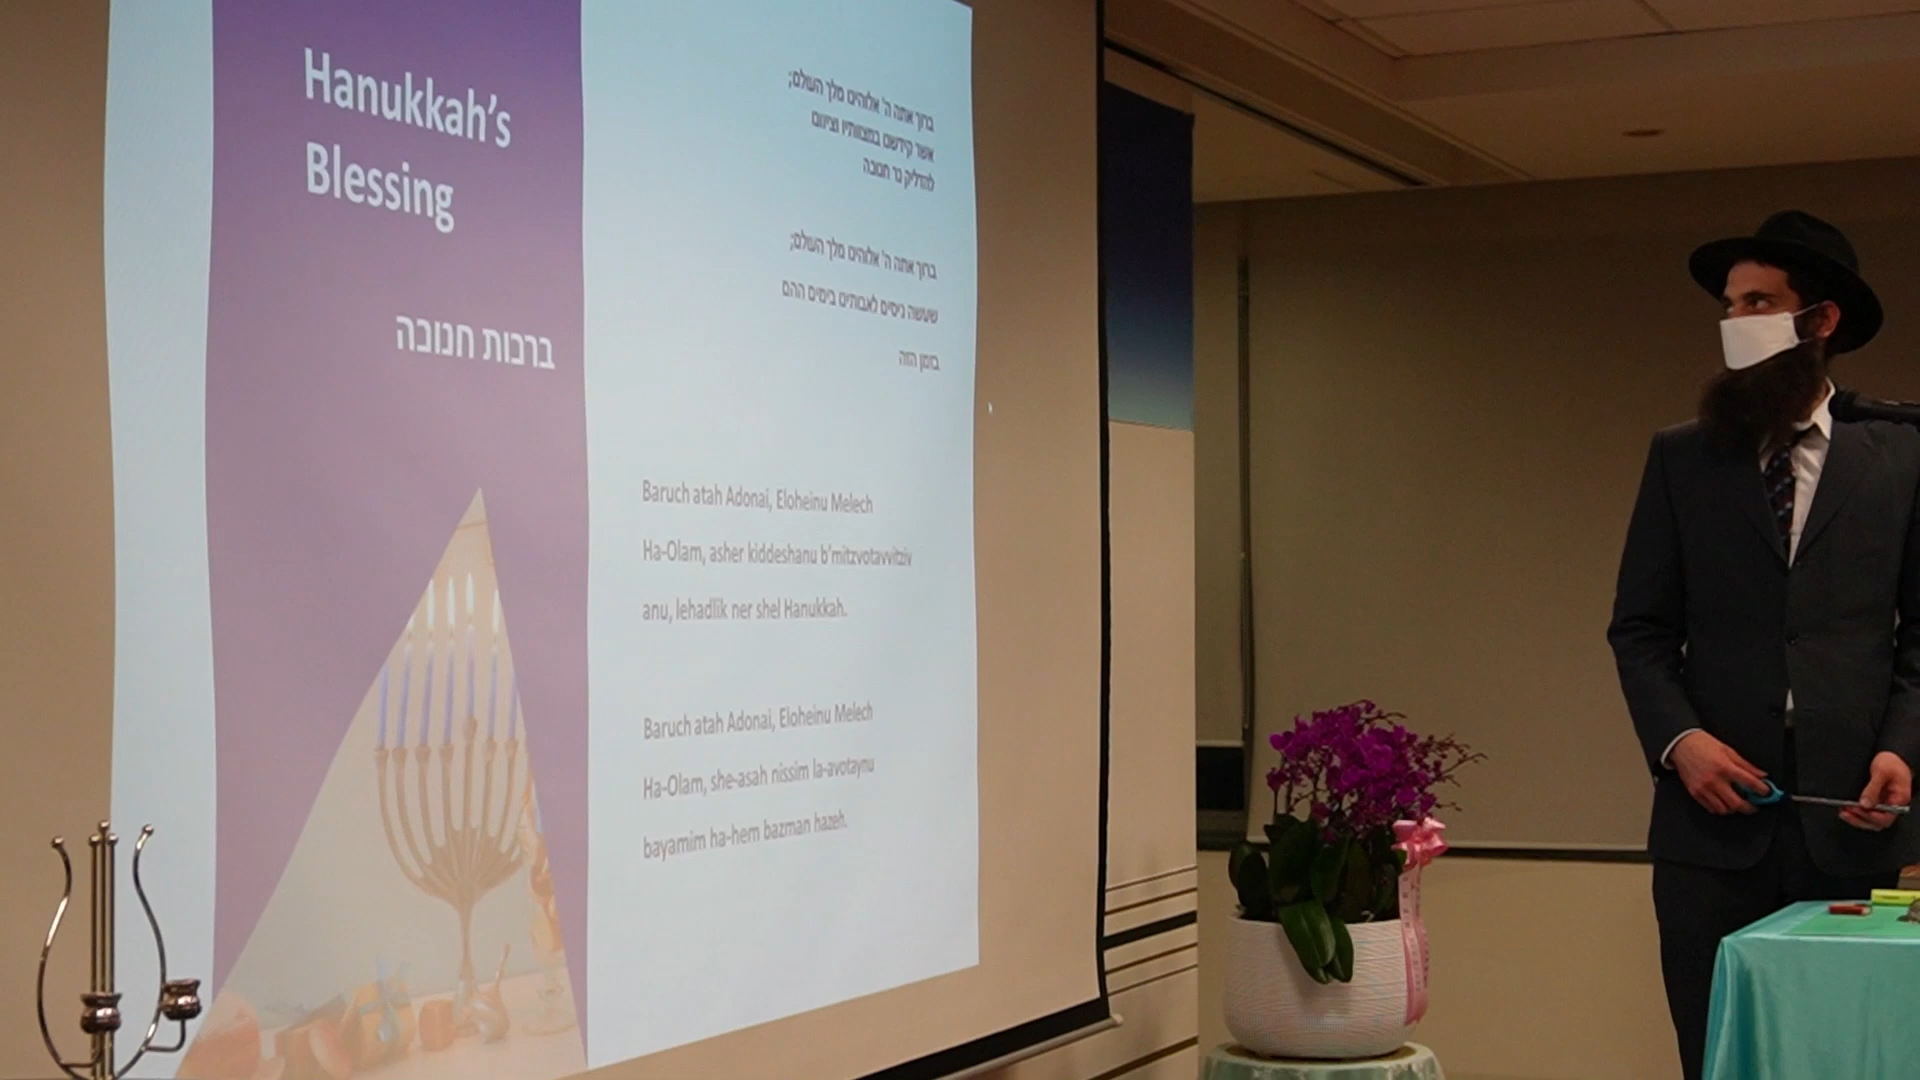 Hanukkah's
Blessing
ברכות חנוכה
ברוך אתה ה' אלוהים מלך העולם;
אשר קידשם במצוותיו וציונם
להדליק נר חנוכה
ברוך אתה ה' אלוהים מלך העולם;
שעשה ניסים לאבותים בימים ההם
בזמן הזה
Baruch atah Adonai, Eloheinu Melech
Ha-Olam, asher kiddeshanu b'mitzvotavvitziv
anu, lehadlik ner shel Hanukkah.
Baruch atah Adonai, Eloheinu Melech
Ha-Olam, she-asah nissim la-avotaynu
bayamim ha-hem bazman hazeh.